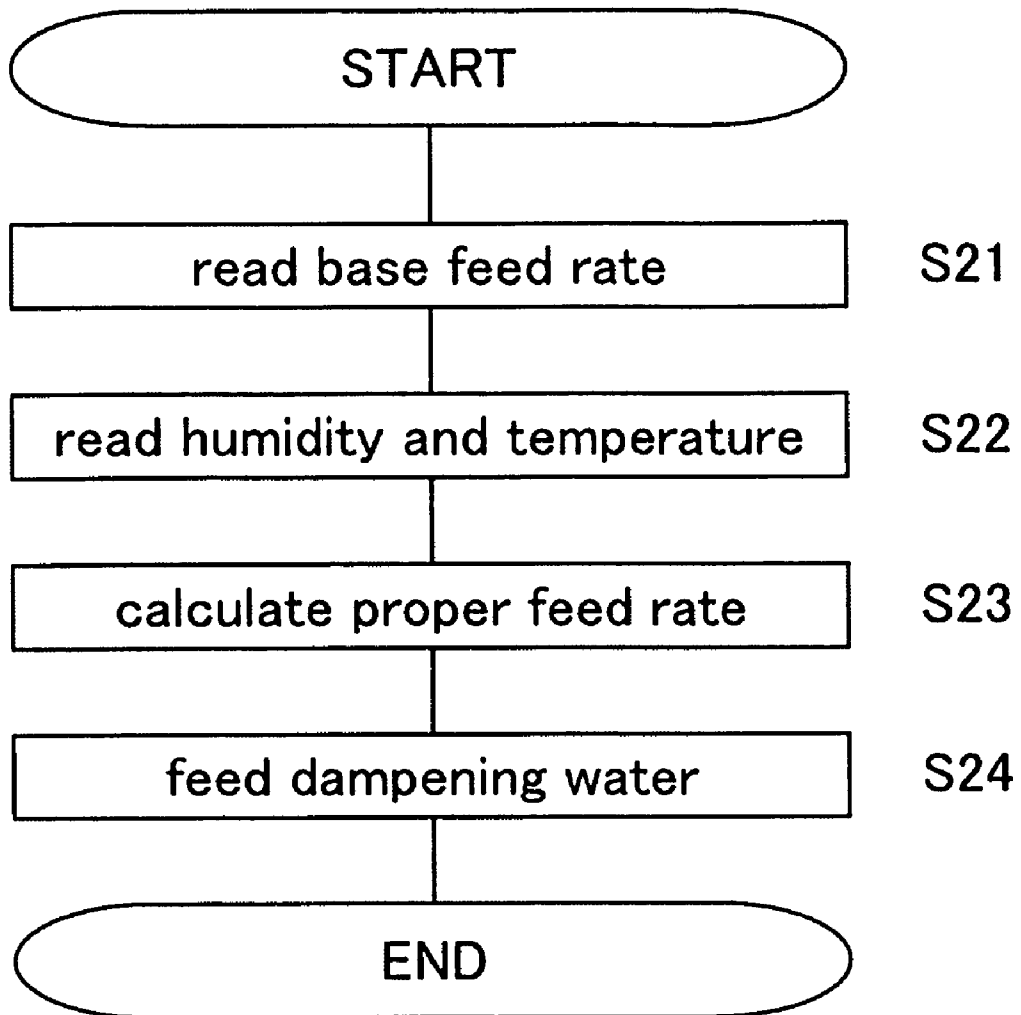 START
read base feed rate S21
read humidity and temperature S22
calculate proper feed rate S23
feed dampening water S24
END